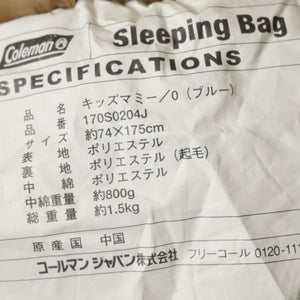 Coleman Sleeping Bag
SPECIFICATIONS
品名 キッズマミー/0(ブルー)
品番 170S0204J
サイズ 約74×175cm
表地 ポリエステル
裏地 ポリエステル(起毛)
中綿 ポリエステル
中綿重量 約800g
総重量 約1.5kg
原産国 中国
コールマン ジャパン株式会社 フリーコール 0120-111